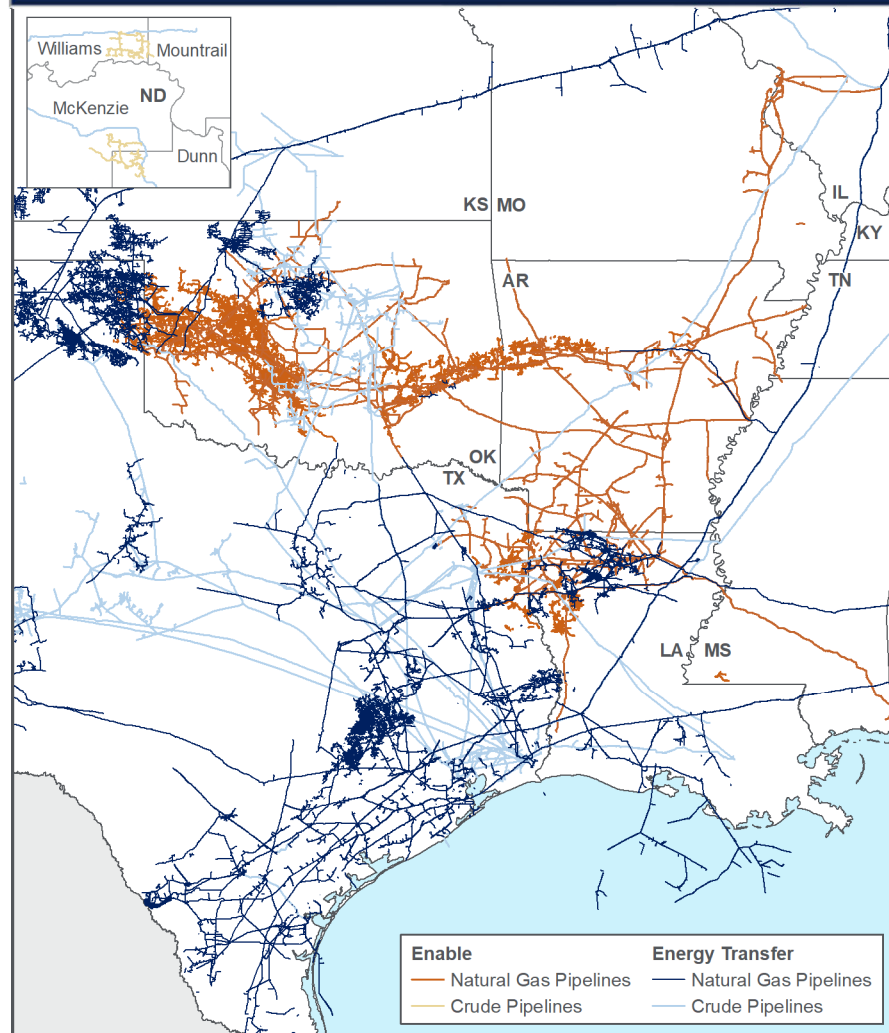 Williams
Mountrail
McKenzie
ND
Dunn
KS
MO
IL
KY
AR
TN
OK
TX
LA
MS
Enable
Energy Transfer
Natural Gas Pipelines
Natural Gas Pipelines
Crude Pipelines
Crude Pipelines